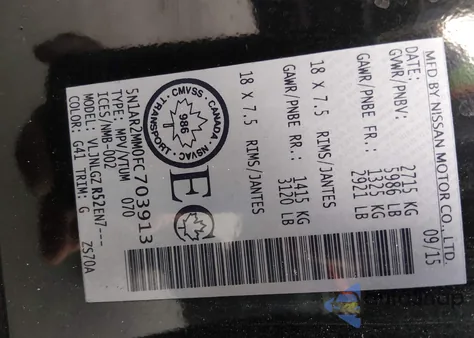 MFD BY NISSAN MOTOR CO., LTD.
DATE: 09/15
GVWR/PNBV: 2715 KG
5986 LB
GAWR/PNBE FR.: 1325 KG
2921 LB
18 X 7.5 RIMS/JANTES
GAWR/PNBE RR.: 1415 KG
3120 LB
18 X 7.5 RIMS/JANTES
CMVSS · CANADA · NSVAC · TRANSPORT
986
EC
5N1AR2MM0FC703913
TYPE: MPV/VTUM 070
ICES/NMB-002
MODEL: VLJNLGZ R52EN7---
COLOR: G41 TRIM: G 2570A